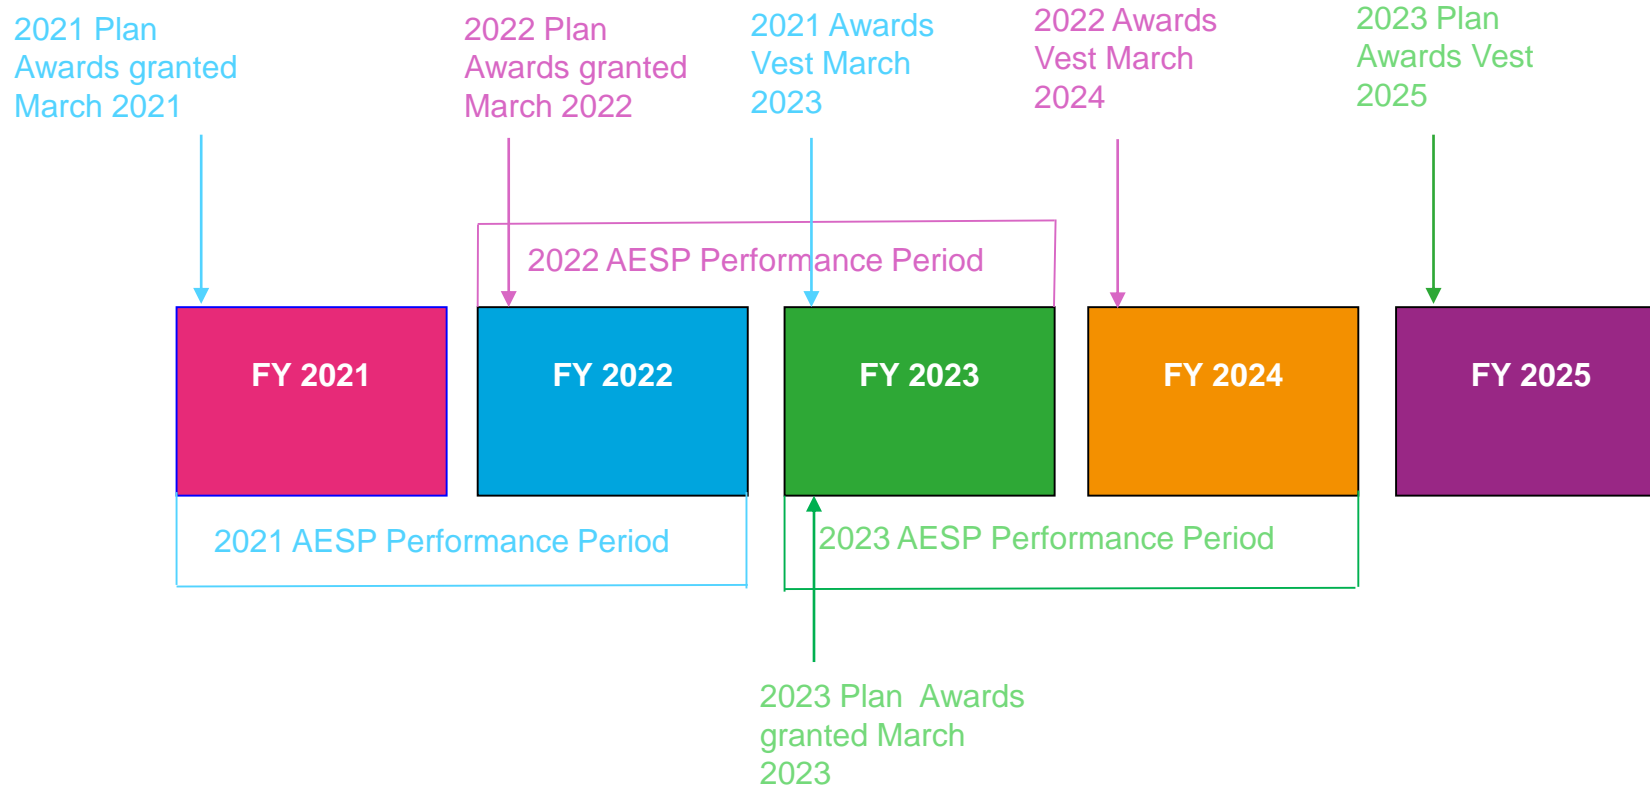 2021 Plan
Awards granted
March 2021
2022 Plan
Awards granted
March 2022
2021 Awards
Vest March
2023
2022 Awards
Vest March
2024
2023 Plan
Awards Vest
2025
2022 AESP Performance Period
FY 2021
FY 2022
FY 2023
FY 2024
FY 2025
2021 AESP Performance Period
2023 AESP Performance Period
2023 Plan  Awards
granted March
2023